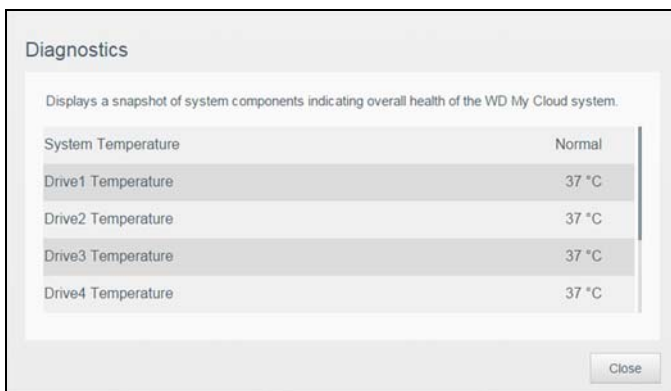 Diagnostics
Displays a snapshot of system components indicating overall health of the WD My Cloud system.
System Temperature Normal
Drive1 Temperature 37 °C
Drive2 Temperature 37 °C
Drive3 Temperature 37 °C
Drive4 Temperature 37 °C
Close